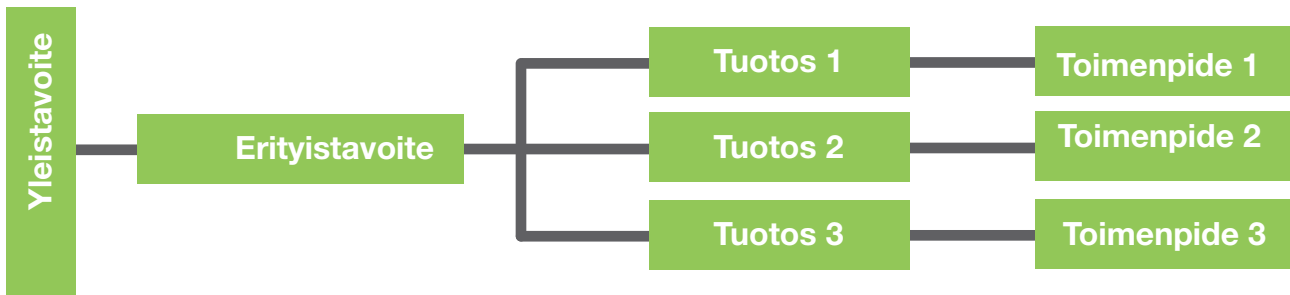 Yleistavoite
Erityistavoite
Tuotos 1
Toimenpide 1
Tuotos 2
Toimenpide 2
Tuotos 3
Toimenpide 3